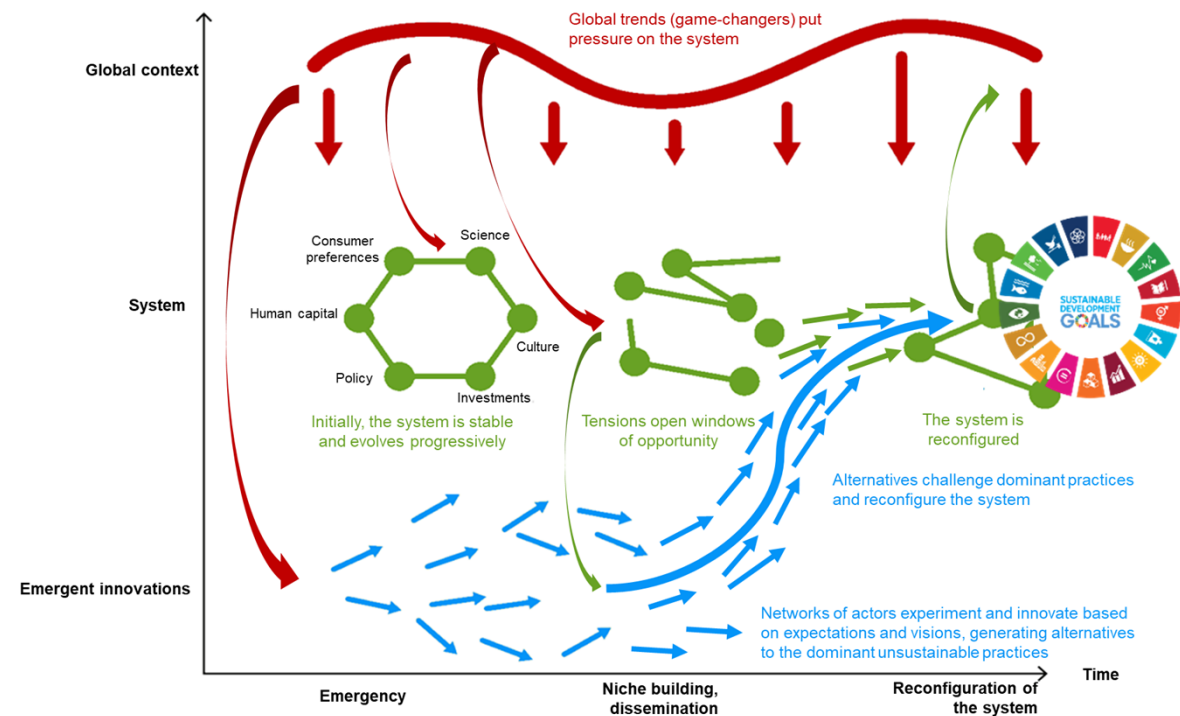 Global trends (game-changers) put
pressure on the system
Global context
Consumer
preferences
Science
Human capital
Culture
Policy
Investments
System
SUSTAINABLE
DEVELOPMENT
GOALS
Initially, the system is stable
and evolves progressively
Tensions open windows
of opportunity
The system is
reconfigured
Alternatives challenge dominant practices
and reconfigure the system
Emergent innovations
Networks of actors experiment and innovate based
on expectations and visions, generating alternatives
to the dominant unsustainable practices
Time
Emergency
Niche building,
dissemination
Reconfiguration of
the system